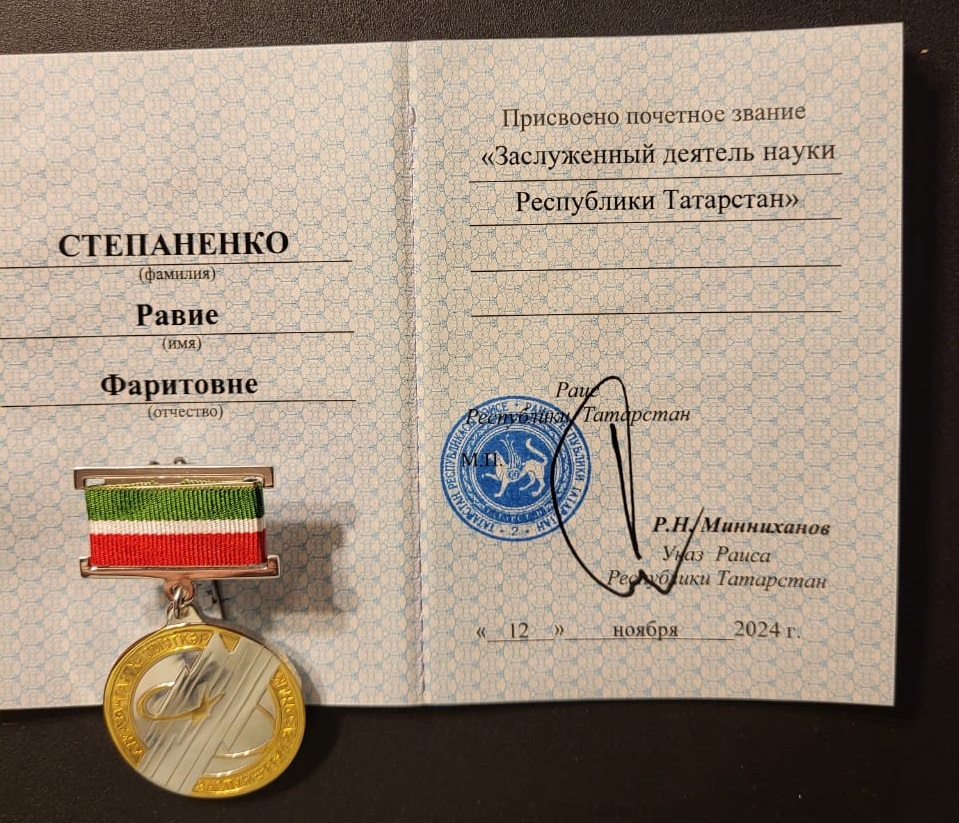 СТЕПАНЕНКО
(фамилия)
Равие
(имя)
Фаритовне
(отчество)
Присвоено почетное звание
«Заслуженный деятель науки
Республики Татарстан»
Раис
Республики Татарстан
М.П.
Р.Н. Минниханов
Указ Раиса
Республики Татарстан
« 12 » ноября 2024 г.